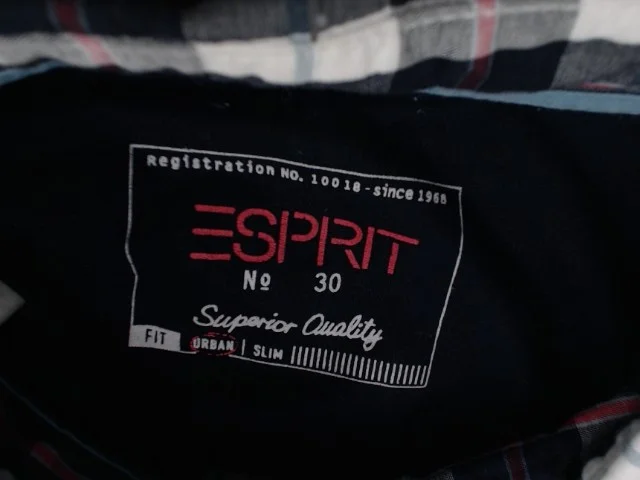 Registration NO. 10018 - since 1968
ESPRIT
Nº 30
Superior Quality
FIT URBAN | SLIM